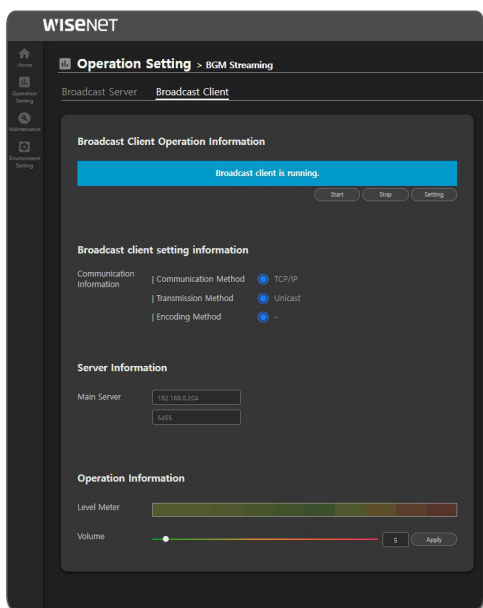 WISENET
Home
Operation Setting > BGM Streaming
Operation
Setting
Broadcast Server Broadcast Client
Maintenance
Environment
Setting
Broadcast Client Operation Information
Broadcast client is running.
Start Stop Setting
Broadcast client setting information
Communication
Information
| Communication Method TCP/IP
| Transmission Method Unicast
| Encoding Method -
Server Information
Main Server 192.168.0.204
5455
Operation Information
Level Meter
Volume 5 Apply